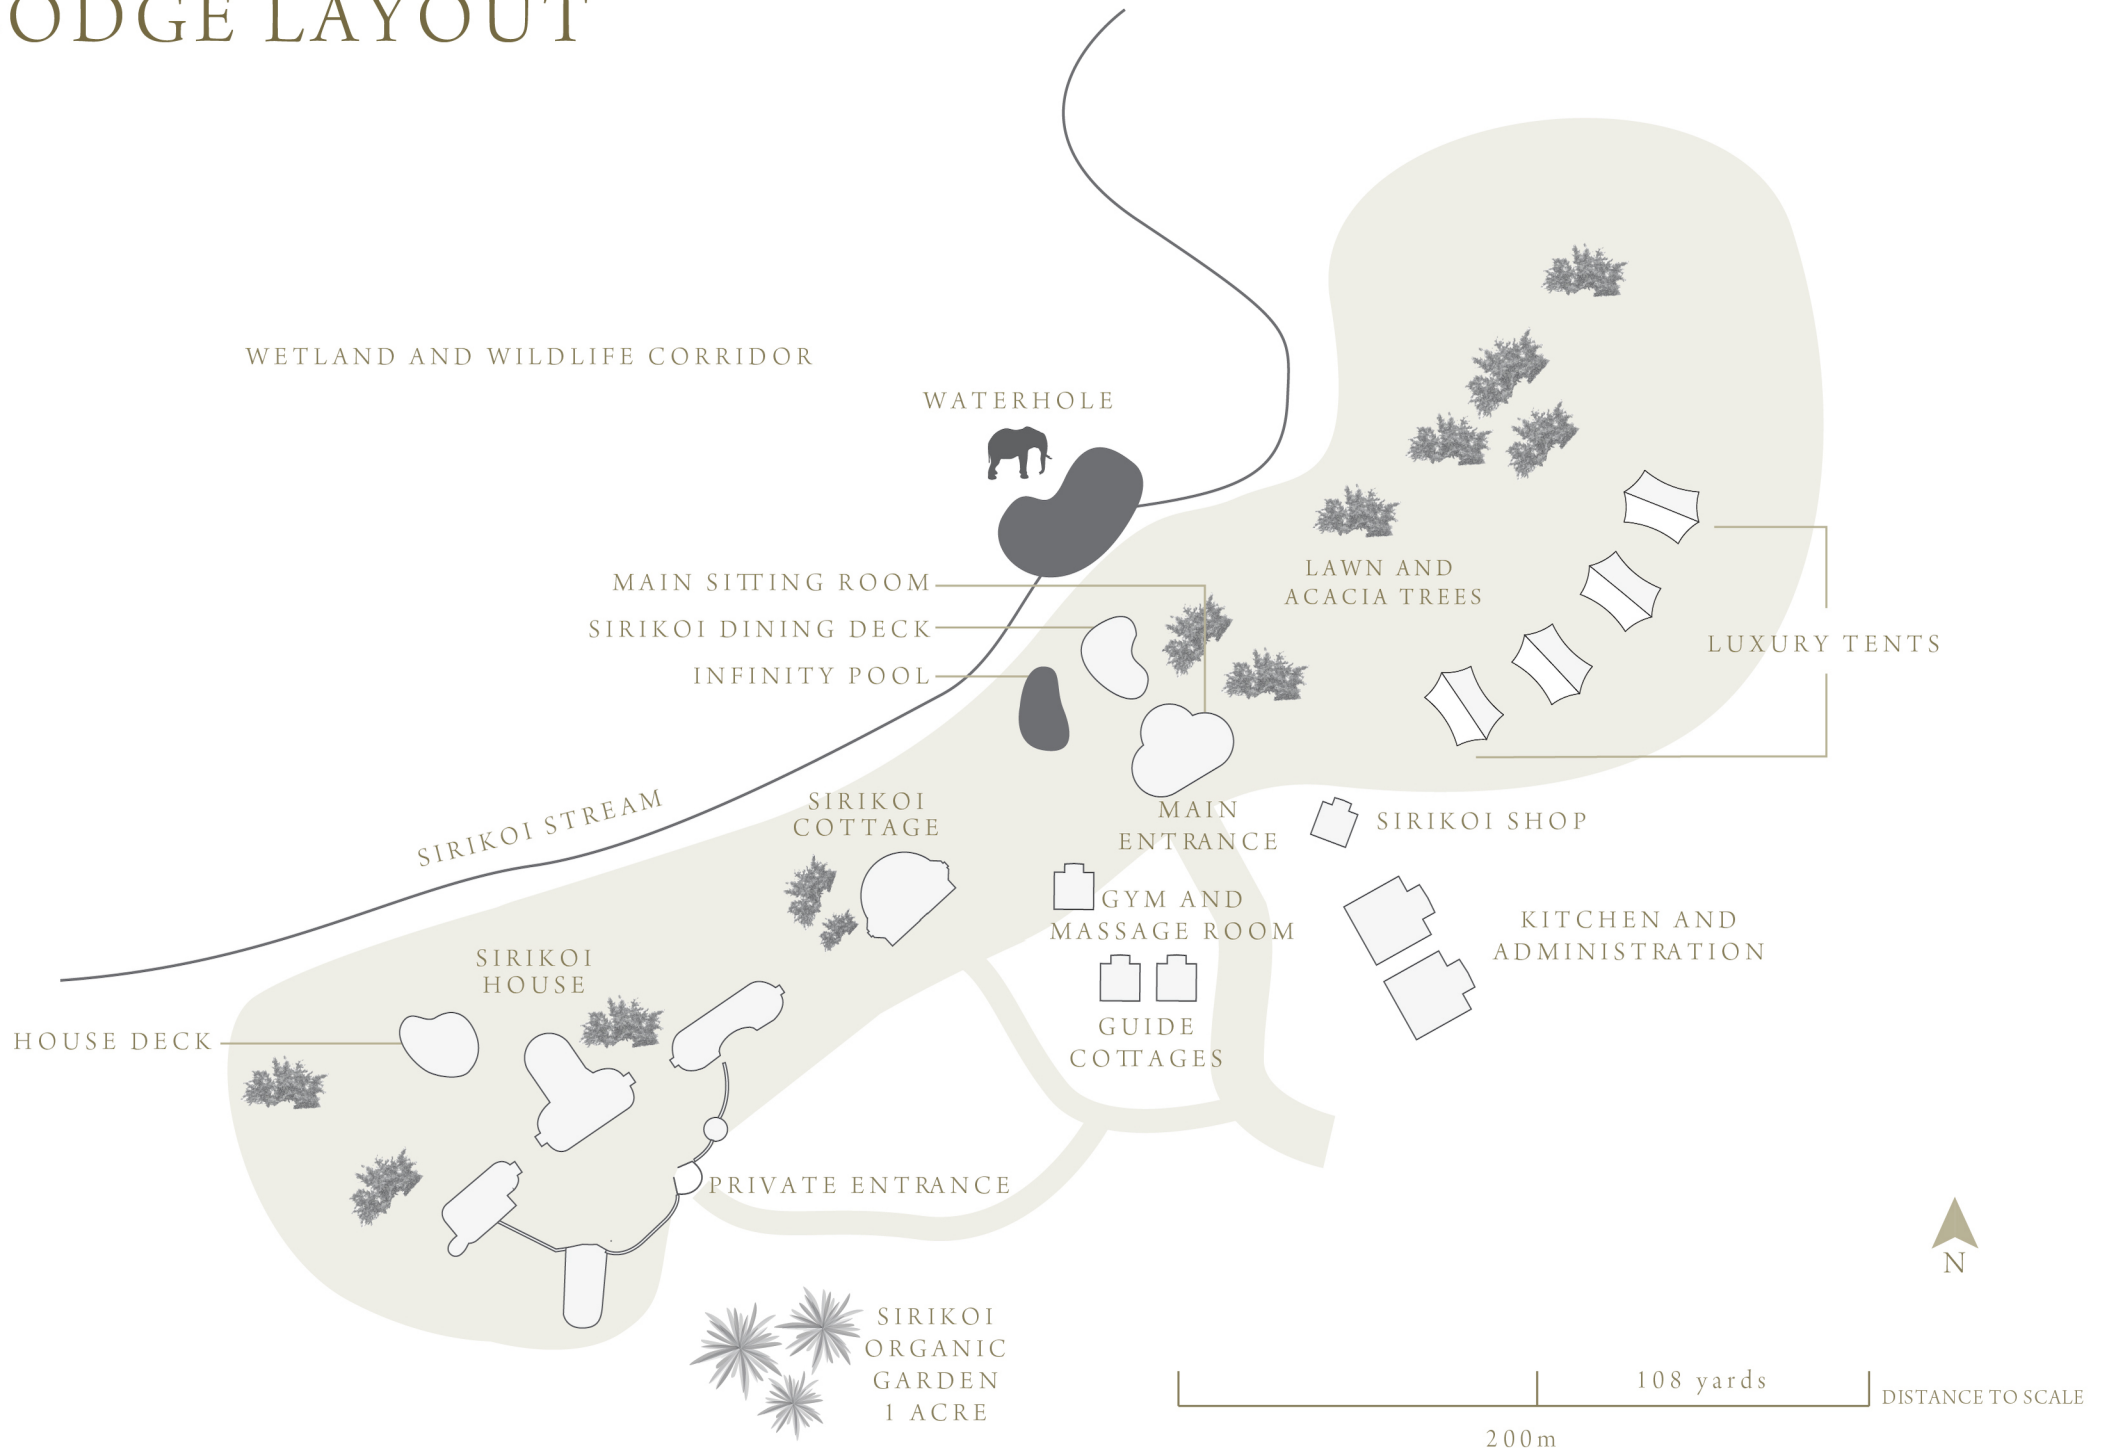 ODGE LAYOUT
WETLAND AND WILDLIFE CORRIDOR
WATERHOLE
MAIN SITTING ROOM
SIRIKOI DINING DECK
INFINITY POOL
LAWN AND
ACACIA TREES
LUXURY TENTS
SIRIKOI STREAM
SIRIKOI
COTTAGE
MAIN
ENTRANCE
SIRIKOI SHOP
GYM AND
MASSAGE ROOM
KITCHEN AND
ADMINISTRATION
SIRIKOI
HOUSE
HOUSE DECK
GUIDE
COTTAGES
PRIVATE ENTRANCE
N
SIRIKOI
ORGANIC
GARDEN
1 ACRE
108 yards
DISTANCE TO SCALE
200m